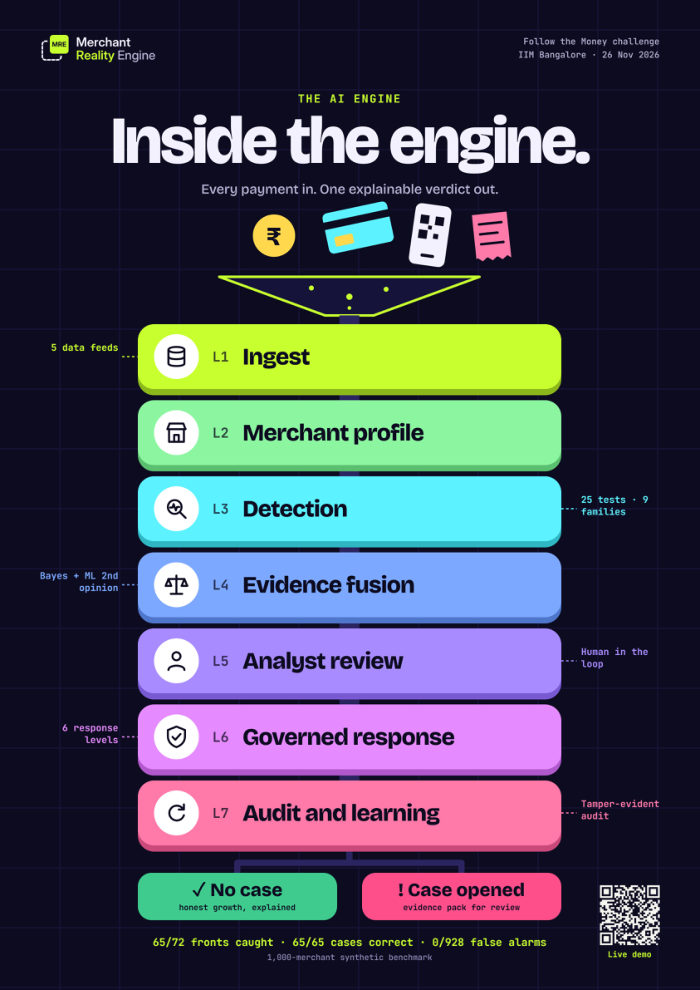 MRE
Merchant
Reality Engine
Follow the Money challenge
IIM Bangalore · 26 Nov 2026
THE AI ENGINE
Inside the engine.
Every payment in. One explainable verdict out.
₹
5 data feeds
L1 Ingest
L2 Merchant profile
L3 Detection
25 tests · 9
families
Bayes + ML 2nd
opinion
L4 Evidence fusion
L5 Analyst review
Human in the
loop
6 response
levels
L6 Governed response
L7 Audit and learning
Tamper-evident
audit
✓ No case
honest growth, explained
! Case opened
evidence pack for review
Live demo
65/72 fronts caught · 65/65 cases correct · 0/928 false alarms
1,000-merchant synthetic benchmark